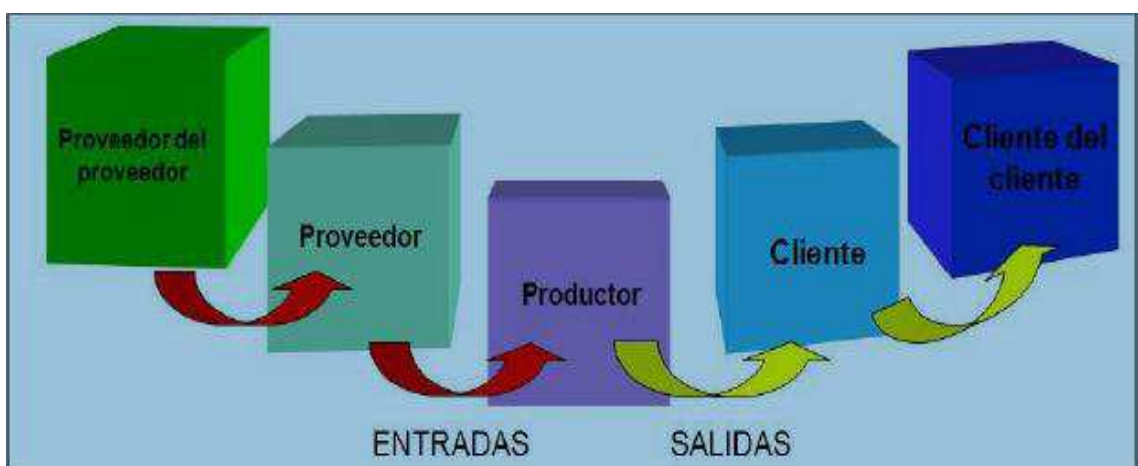 Proveedor del
proveedor
Proveedor
Productor
Cliente
Cliente del
cliente
ENTRADAS
SALIDAS